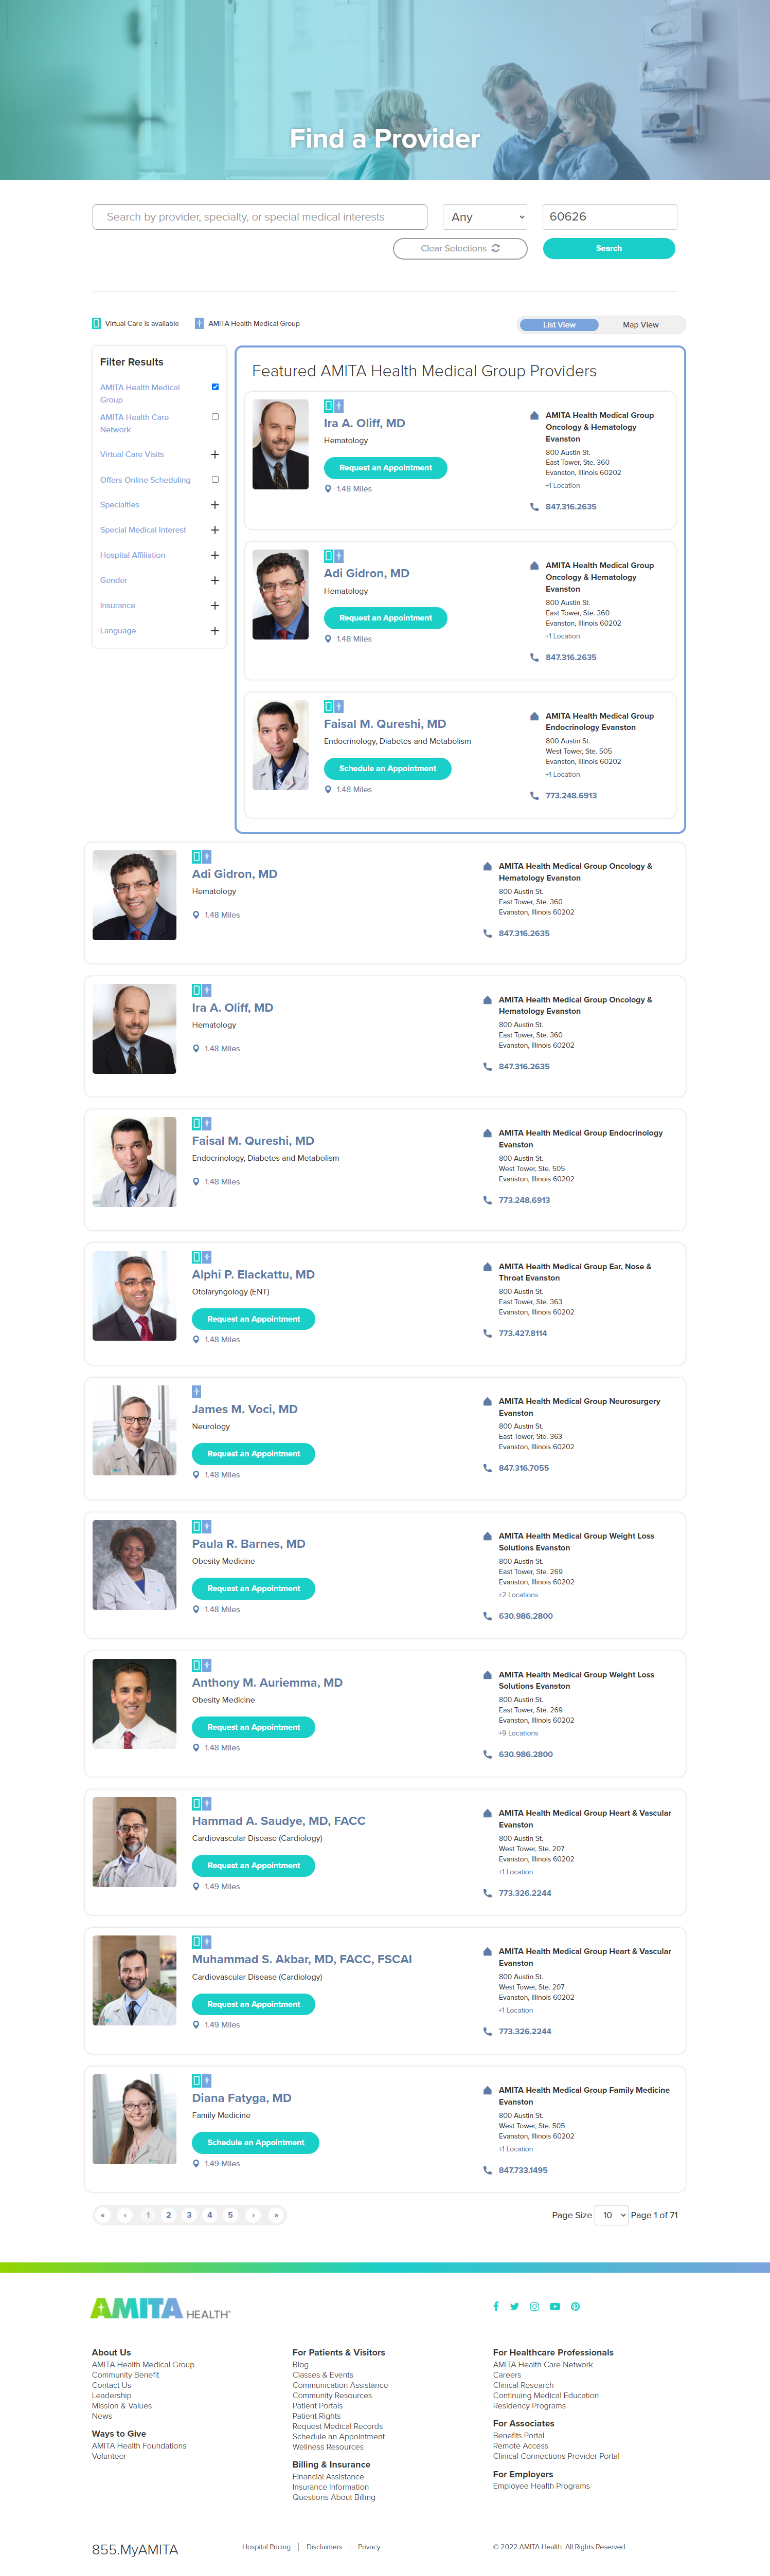 Find a Provider
Search by provider, specialty, or special medical interests
Any
60626
Clear Selections
Search
Virtual Care is available
AMITA Health Medical Group
List View
Map View
Filter Results
AMITA Health Medical
Group
AMITA Health Care
Network
Virtual Care Visits
Offers Online Scheduling
Specialties
Special Medical Interest
Hospital Affiliation
Gender
Insurance
Language
Featured AMITA Health Medical Group Providers
Ira A. Oliff, MD
Hematology
Request an Appointment
1.48 Miles
AMITA Health Medical Group
Oncology & Hematology
Evanston
800 Austin St.
East Tower, Ste. 360
Evanston, Illinois 60202
+1 Location
847.316.2635
Adi Gidron, MD
Hematology
Request an Appointment
1.48 Miles
AMITA Health Medical Group
Oncology & Hematology
Evanston
800 Austin St.
East Tower, Ste. 360
Evanston, Illinois 60202
+1 Location
847.316.2635
Faisal M. Qureshi, MD
Endocrinology, Diabetes and Metabolism
Schedule an Appointment
1.48 Miles
AMITA Health Medical Group
Endocrinology Evanston
800 Austin St.
West Tower, Ste. 505
Evanston, Illinois 60202
+1 Location
773.248.6913
Adi Gidron, MD
Hematology
1.48 Miles
AMITA Health Medical Group Oncology &
Hematology Evanston
800 Austin St.
East Tower, Ste. 360
Evanston, Illinois 60202
847.316.2635
Ira A. Oliff, MD
Hematology
1.48 Miles
AMITA Health Medical Group Oncology &
Hematology Evanston
800 Austin St.
East Tower, Ste. 360
Evanston, Illinois 60202
847.316.2635
Faisal M. Qureshi, MD
Endocrinology, Diabetes and Metabolism
1.48 Miles
AMITA Health Medical Group Endocrinology
Evanston
800 Austin St.
West Tower, Ste. 505
Evanston, Illinois 60202
773.248.6913
Alphi P. Elackattu, MD
Otolaryngology (ENT)
Request an Appointment
1.48 Miles
AMITA Health Medical Group Ear, Nose &
Throat Evanston
800 Austin St.
East Tower, Ste. 363
Evanston, Illinois 60202
773.427.8114
James M. Voci, MD
Neurology
Request an Appointment
1.48 Miles
AMITA Health Medical Group Neurosurgery
Evanston
800 Austin St.
East Tower, Ste. 363
Evanston, Illinois 60202
847.316.7055
Paula R. Barnes, MD
Obesity Medicine
Request an Appointment
1.48 Miles
AMITA Health Medical Group Weight Loss
Solutions Evanston
800 Austin St.
East Tower, Ste. 269
Evanston, Illinois 60202
+2 Locations
630.986.2800
Anthony M. Auriemma, MD
Obesity Medicine
Request an Appointment
1.48 Miles
AMITA Health Medical Group Weight Loss
Solutions Evanston
800 Austin St.
East Tower, Ste. 269
Evanston, Illinois 60202
+9 Locations
630.986.2800
Hammad A. Saudye, MD, FACC
Cardiovascular Disease (Cardiology)
Request an Appointment
1.49 Miles
AMITA Health Medical Group Heart & Vascular
Evanston
800 Austin St.
West Tower, Ste. 207
Evanston, Illinois 60202
+1 Location
773.326.2244
Muhammad S. Akbar, MD, FACC, FSCAI
Cardiovascular Disease (Cardiology)
Request an Appointment
1.49 Miles
AMITA Health Medical Group Heart & Vascular
Evanston
800 Austin St.
West Tower, Ste. 207
Evanston, Illinois 60202
+1 Location
773.326.2244
Diana Fatyga, MD
Family Medicine
Schedule an Appointment
1.49 Miles
AMITA Health Medical Group Family Medicine
Evanston
800 Austin St.
West Tower, Ste. 505
Evanston, Illinois 60202
+1 Location
847.733.1495
« ‹ 1 2 3 4 5 › »
Page Size 10 Page 1 of 71
AMITA HEALTH
About Us
AMITA Health Medical Group
Community Benefit
Contact Us
Leadership
Mission & Values
News
Ways to Give
AMITA Health Foundations
Volunteer
For Patients & Visitors
Blog
Classes & Events
Communication Assistance
Community Resources
Patient Portals
Patient Rights
Request Medical Records
Schedule an Appointment
Wellness Resources
Billing & Insurance
Financial Assistance
Insurance Information
Questions About Billing
For Healthcare Professionals
AMITA Health Care Network
Careers
Clinical Research
Continuing Medical Education
Residency Programs
For Associates
Benefits Portal
Remote Access
Clinical Connections Provider Portal
For Employers
Employee Health Programs
855.MyAMITA
Hospital Pricing
Disclaimers
Privacy
© 2022 AMITA Health. All Rights Reserved.